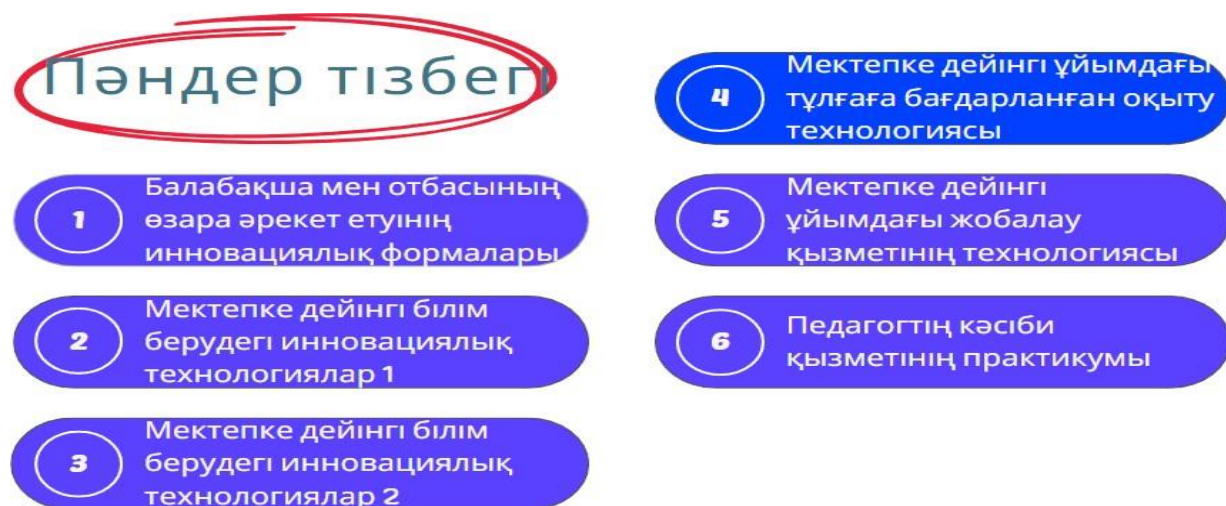 Пәндер тізбегі
1
Балабақша мен отбасының
өзара әрекет етуінің
инновациялық формалары
2
Мектепке дейінгі білім
берудегі инновациялық
технологиялар 1
3
Мектепке дейінгі білім
берудегі инновациялық
технологиялар 2
4
Мектепке дейінгі ұйымдағы
тұлғаға бағдарланған оқыту
технологиясы
5
Мектепке дейінгі
ұйымдағы жобалау
қызметінің технологиясы
6
Педагогтің кәсіби
қызметінің практикумы